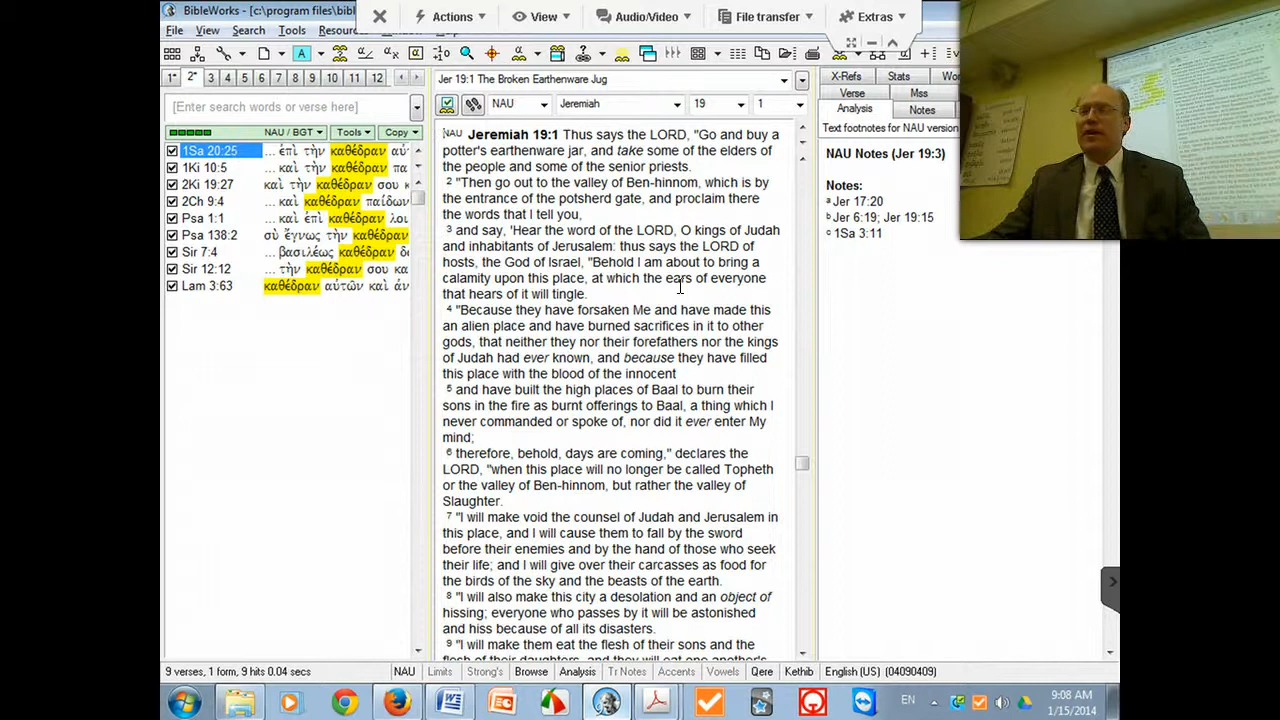 BibleWorks - [c:\program files\bibl
Actions
View
Audio/Video
File transfer
Extras
File
View
Search
Tools
Resour
1*
2*
3
4
5
6
7
8
9
10
11
12
[Enter search words or verse here]
NAU / BGT
Tools
Copy
1Sa 20:25 ... ἐπὶ τὴν καθέδραν αὐτ
1Ki 10:5 ... καὶ τὴν καθέδραν πα
2Ki 19:27 καὶ τὴν καθέδραν σου κ
2Ch 9:4 ... καὶ καθέδραν παίδων
Psa 1:1 ... καὶ ἐπὶ καθέδραν λοι
Psa 138:2 σὺ ἔγνως τὴν καθέδραν
Sir 7:4 ... βασιλέως καθέδραν δ
Sir 12:12 ... τὴν καθέδραν σου κα
Lam 3:63 καθέδραν αὐτῶν καὶ ἀν
9 verses, 1 form, 9 hits 0.04 secs
Jer 19:1 The Broken Earthenware Jug
NAU
Jeremiah
19
1
NAU Jeremiah 19:1 Thus says the LORD, "Go and buy a
potter's earthenware jar, and take some of the elders of
the people and some of the senior priests.
2 "Then go out to the valley of Ben-hinnom, which is by
the entrance of the potsherd gate, and proclaim there
the words that I tell you,
3 and say, 'Hear the word of the LORD, O kings of Judah
and inhabitants of Jerusalem: thus says the LORD of
hosts, the God of Israel, "Behold I am about to bring a
calamity upon this place, at which the ears of everyone
that hears of it will tingle.
4 "Because they have forsaken Me and have made this
an alien place and have burned sacrifices in it to other
gods, that neither they nor their forefathers nor the kings
of Judah had ever known, and because they have filled
this place with the blood of the innocent
5 and have built the high places of Baal to burn their
sons in the fire as burnt offerings to Baal, a thing which I
never commanded or spoke of, nor did it ever enter My
mind;
6 therefore, behold, days are coming," declares the
LORD, "when this place will no longer be called Topheth
or the valley of Ben-hinnom, but rather the valley of
Slaughter.
7 "I will make void the counsel of Judah and Jerusalem in
this place, and I will cause them to fall by the sword
before their enemies and by the hand of those who seek
their life; and I will give over their carcasses as food for
the birds of the sky and the beasts of the earth.
8 "I will also make this city a desolation and an object of
hissing; everyone who passes by it will be astonished
and hiss because of all its disasters.
9 "I will make them eat the flesh of their sons and the
flesh of their daughters, and they will eat one another's
X-Refs
Stats
Wo
Verse
Mss
Analysis
Notes
Text footnotes for NAU version
NAU Notes (Jer 19:3)
Notes:
a Jer 17:20
b Jer 6:19; Jer 19:15
c 1Sa 3:11
NAU
Limits
Strong's
Browse
Analysis
Tr Notes
Accents
Vowels
Qere
Kethib
English (US) (04090409)
EN
9:08 AM
1/15/2014